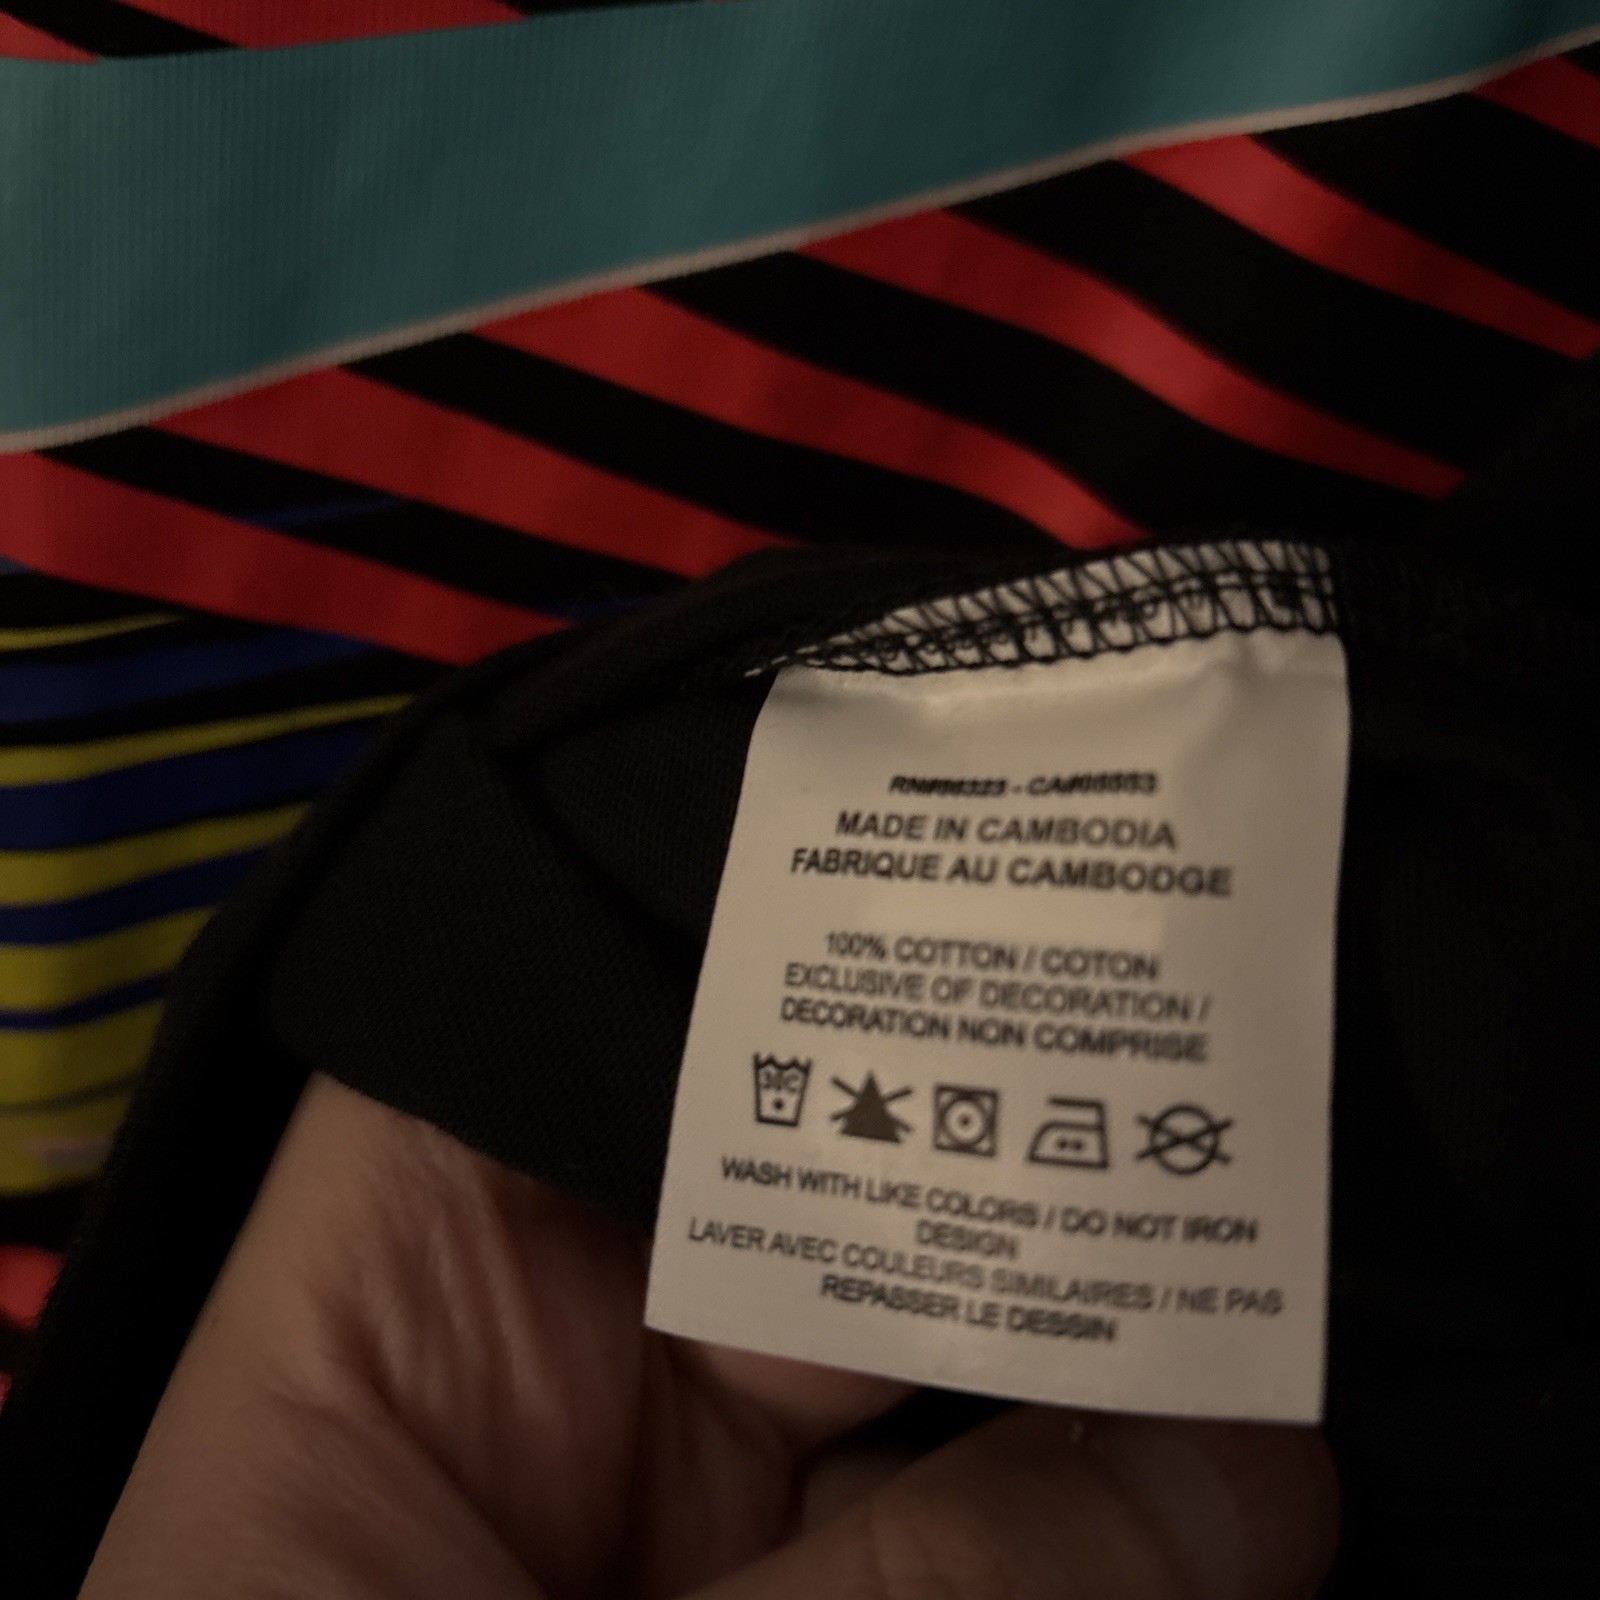 MADE IN CAMBODIA
FABRIQUE AU CAMBODGE
100% COTTON / COTON
EXCLUSIVE OF DECORATION /
DECORATION NON COMPRISE
30C
WASH WITH LIKE COLORS / DO NOT IRON
DESIGN
LAVER AVEC COULEURS SIMILAIRES / NE PAS
REPASSER LE DESSIN